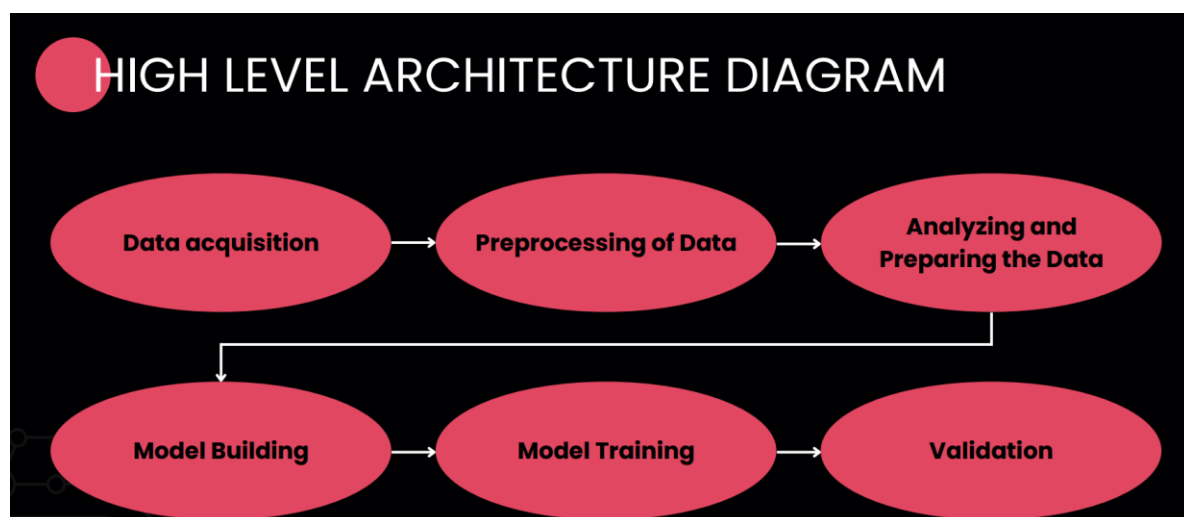 HIGH LEVEL ARCHITECTURE DIAGRAM
Data acquisition
Preprocessing of Data
Analyzing and
Preparing the Data
Model Building
Model Training
Validation